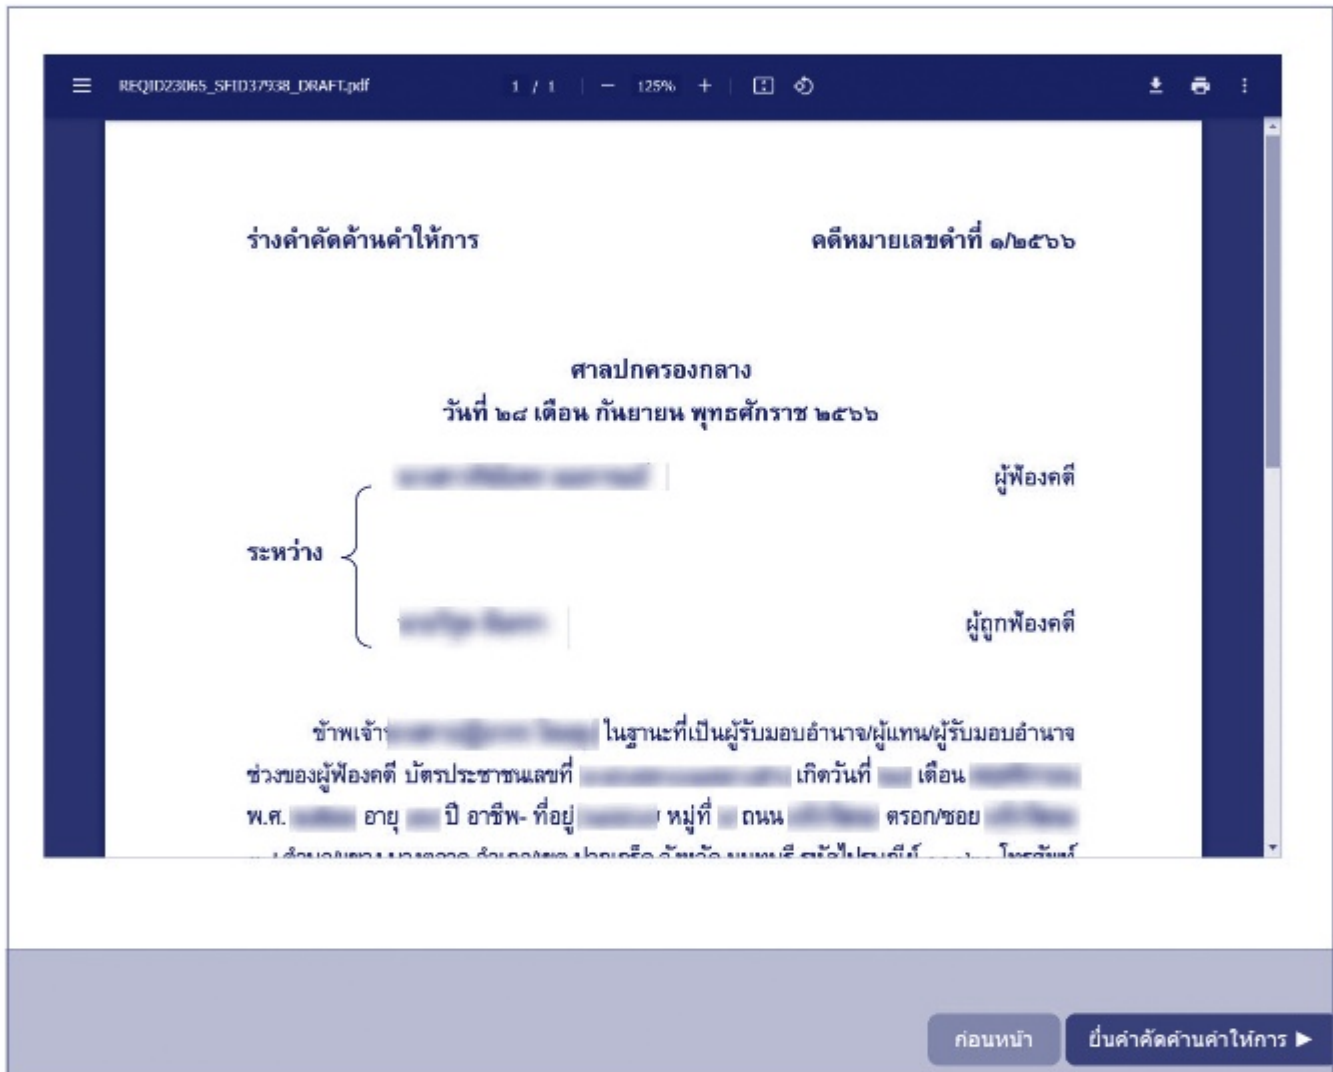 REQID23065_SFID37938_DRAFT.pdf 1 / 1 — 125% +
ร่างคำคัดค้านคำให้การ คดีหมายเลขดำที่ ๑/๒๕๖๖
ศาลปกครองกลาง
วันที่ ๒๘ เดือน กันยายน พุทธศักราช ๒๕๖๖
ผู้ฟ้องคดี
ระหว่าง
ผู้ถูกฟ้องคดี
ข้าพเจ้า ในฐานะที่เป็นผู้รับมอบอำนาจ/ผู้แทน/ผู้รับมอบอำนาจ
ช่วงของผู้ฟ้องคดี บัตรประชาชนเลขที่ เกิดวันที่ เดือน
พ.ศ. อายุ ปี อาชีพ- ที่อยู่ หมู่ที่ ถนน ตรอก/ซอย
ก่อนหน้า ยื่นคำคัดค้านคำให้การ ▶